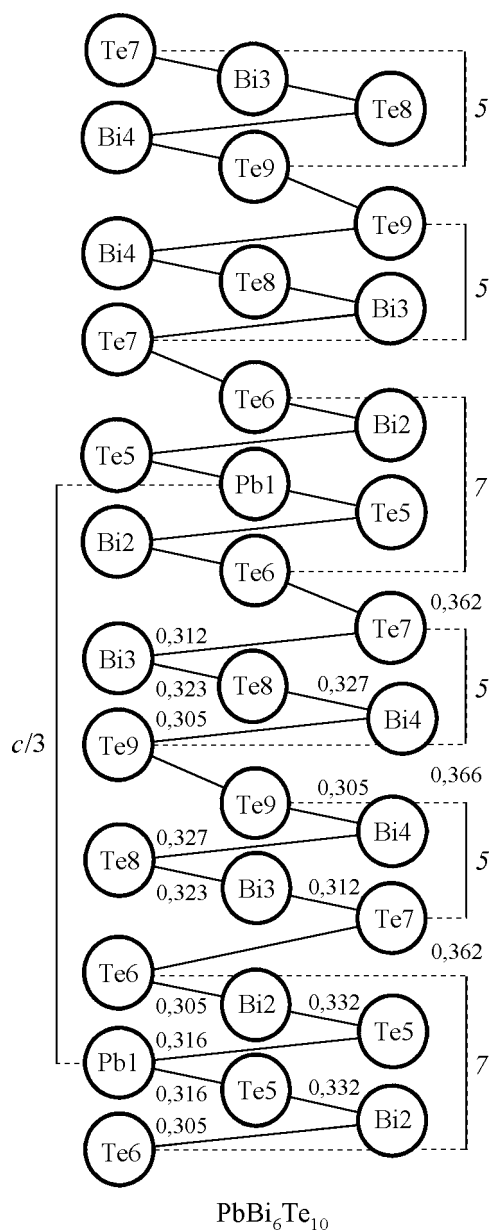 Te7
Bi3
Te8
5
Bi4
Te9
Te9
Bi4
Te8
5
Bi3
Te7
Te6
Bi2
Te5
Pb1
7
Te5
Bi2
Te6
Te7 0,362
Bi3 0,312
0,323 Te8 0,327
5
Bi4
0,305
Te9
c/3
0,366
Te9 0,305
Bi4
Te8 0,327
5
0,323 Bi3 0,312
Te7
0,362
Te6
0,305 Bi2 0,332
Te5
0,316
Pb1
7
0,316 Te5 0,332
Bi2
0,305
Te6
PbBi₆Te₁₀